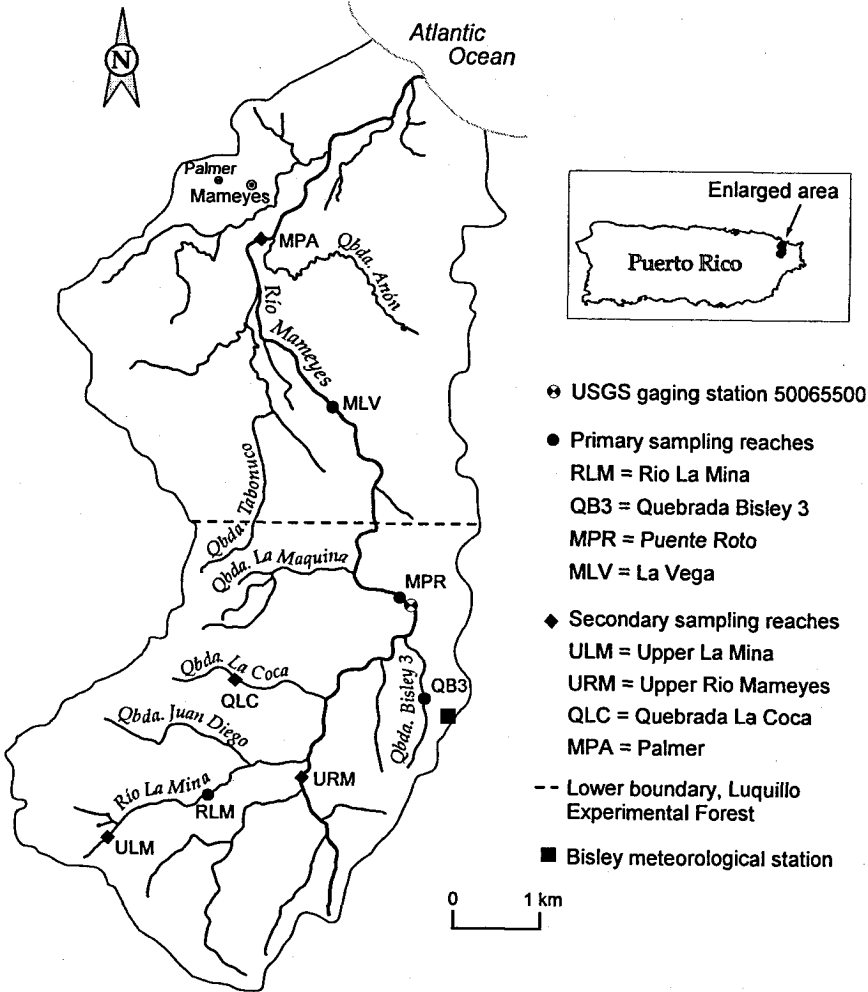 Atlantic
Ocean
N
Palmer
Mameyes
Enlarged area
Puerto Rico
MPA
Qbda. Anón
Río
Mameyes
MLV
USGS gaging station 50065500
Primary sampling reaches
RLM = Rio La Mina
QB3 = Quebrada Bisley 3
MPR = Puente Roto
MLV = La Vega
Qbda. Tabonuco
Qbda. La Maquina
MPR
Secondary sampling reaches
ULM = Upper La Mina
URM = Upper Rio Mameyes
QLC = Quebrada La Coca
MPA = Palmer
Qbda. La Coca
QLC
Qbda. Bisley 3
QB3
Qbda. Juan Diego
URM
Río La Mina
RLM
ULM
Lower boundary, Luquillo
Experimental Forest
Bisley meteorological station
0 1 km